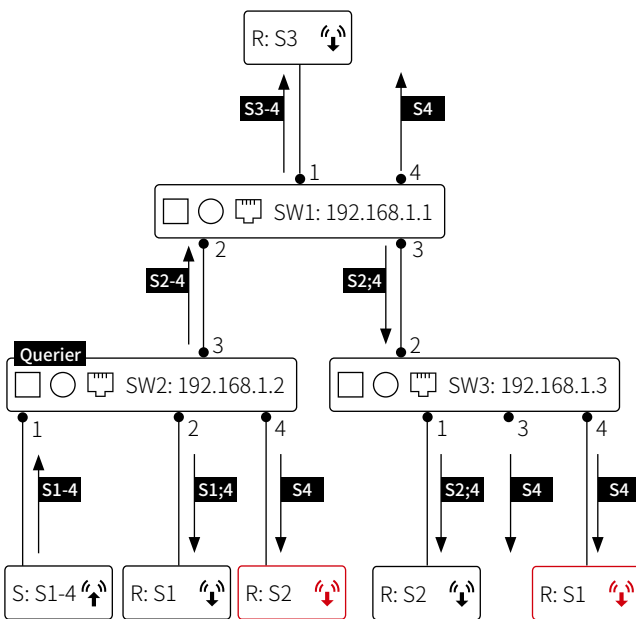 R: S3
S3-4
S4
1
4
SW1: 192.168.1.1
2
3
S2-4
S2;4
Querier
3
2
SW2: 192.168.1.2
SW3: 192.168.1.3
1
2
4
1
3
4
S1-4
S1;4
S4
S2;4
S4
S4
S: S1-4
R: S1
R: S2
R: S2
R: S1